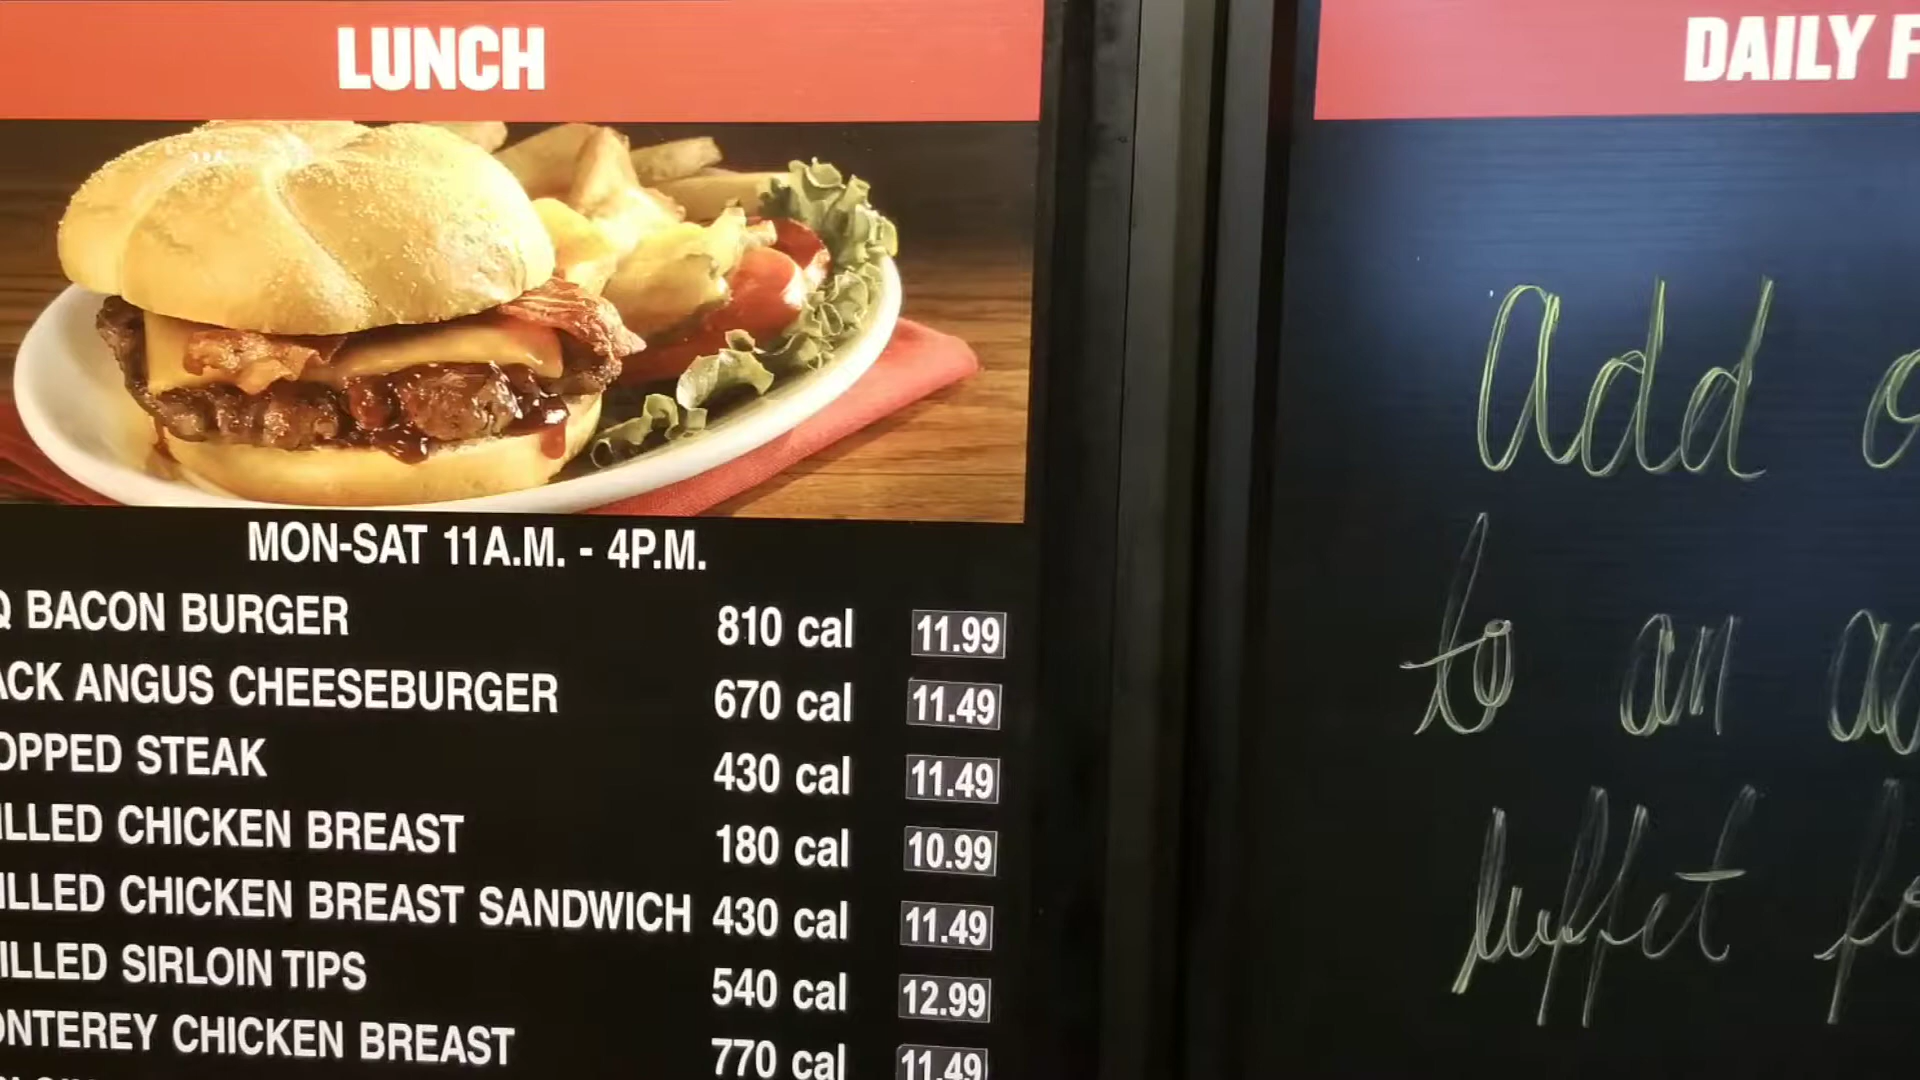 LUNCH
MON-SAT 11A.M. - 4P.M.
Q BACON BURGER 810 cal 11.99
ACK ANGUS CHEESEBURGER 670 cal 11.49
OPPED STEAK 430 cal 11.49
ILLED CHICKEN BREAST 180 cal 10.99
ILLED CHICKEN BREAST SANDWICH 430 cal 11.49
ILLED SIRLOIN TIPS 540 cal 12.99
ONTEREY CHICKEN BREAST 770 cal 11.49
DAILY F
add
to an
buffet